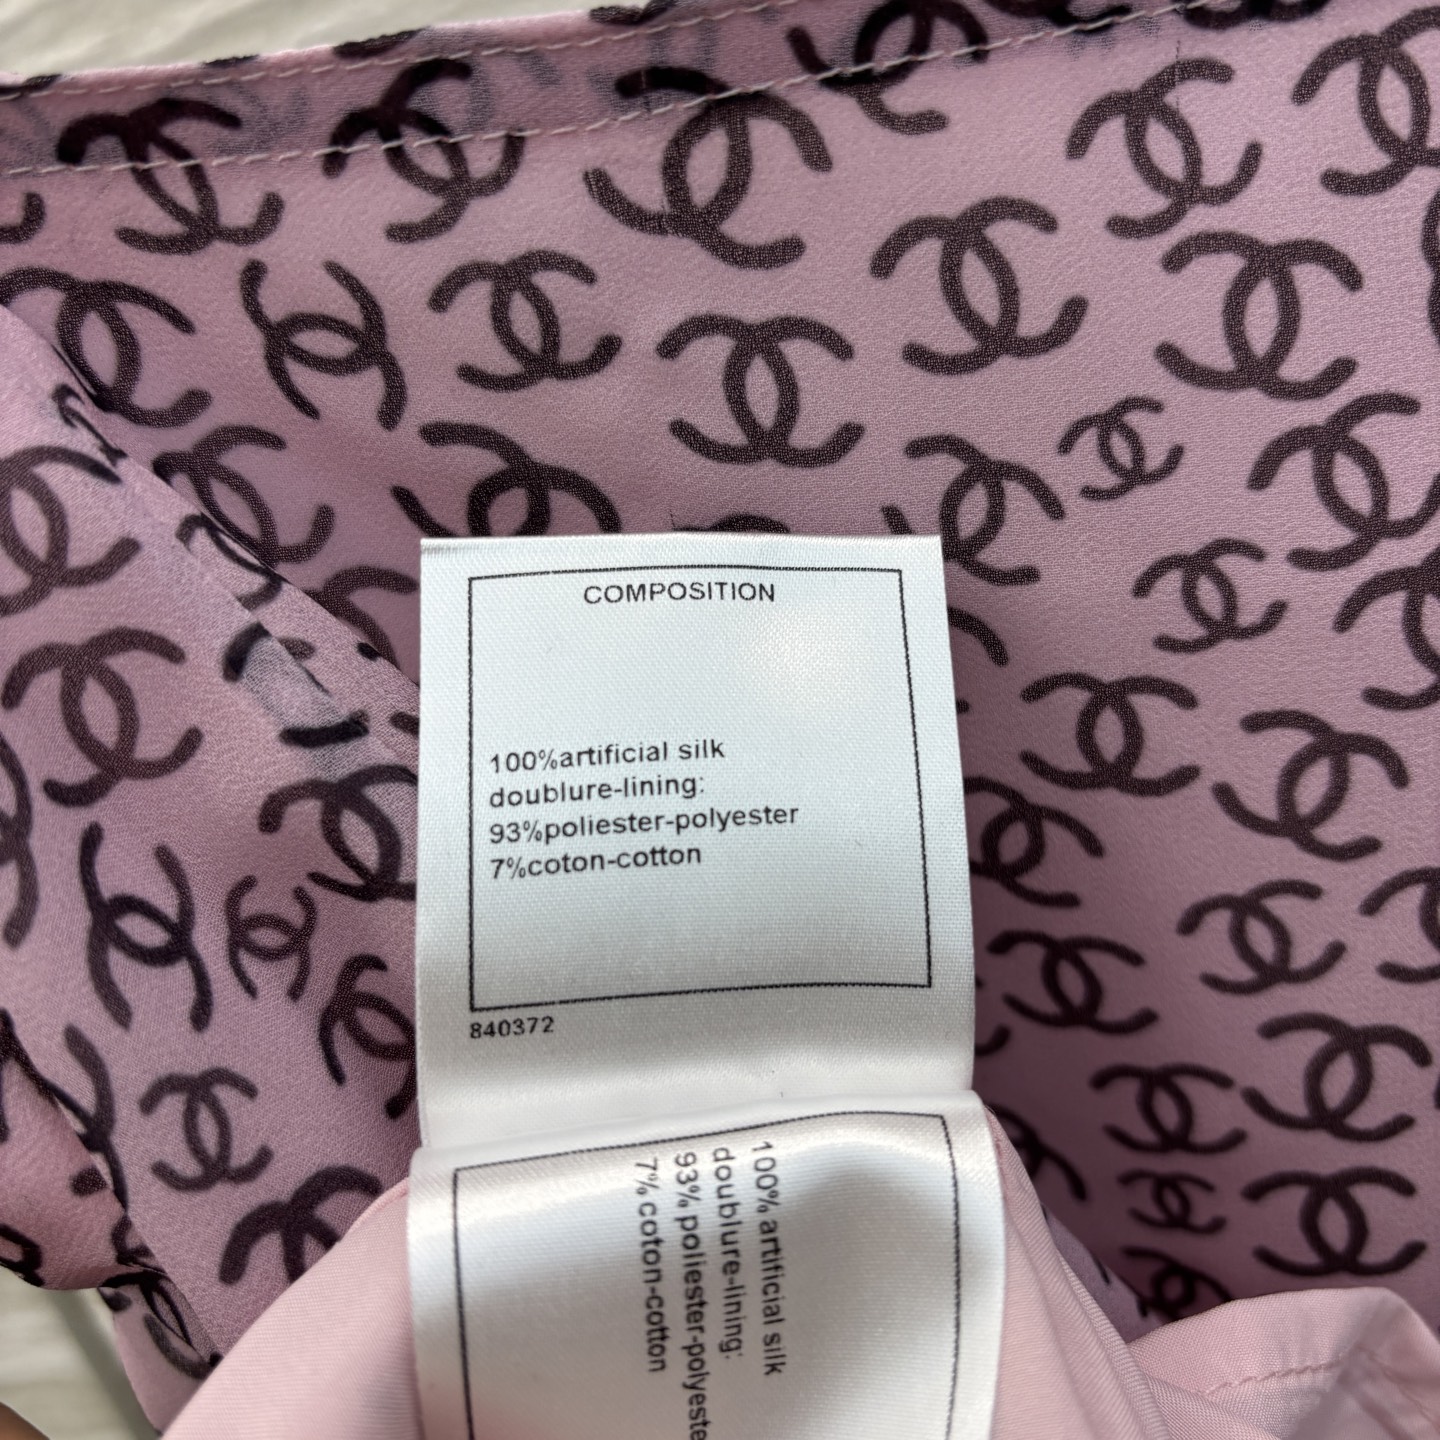 COMPOSITION
100%artificial silk
doublure-lining:
93%poliester-polyester
7%coton-cotton
840372
100%artificial silk
doublure-lining:
93%poliester-polyeste
7%coton-cotton